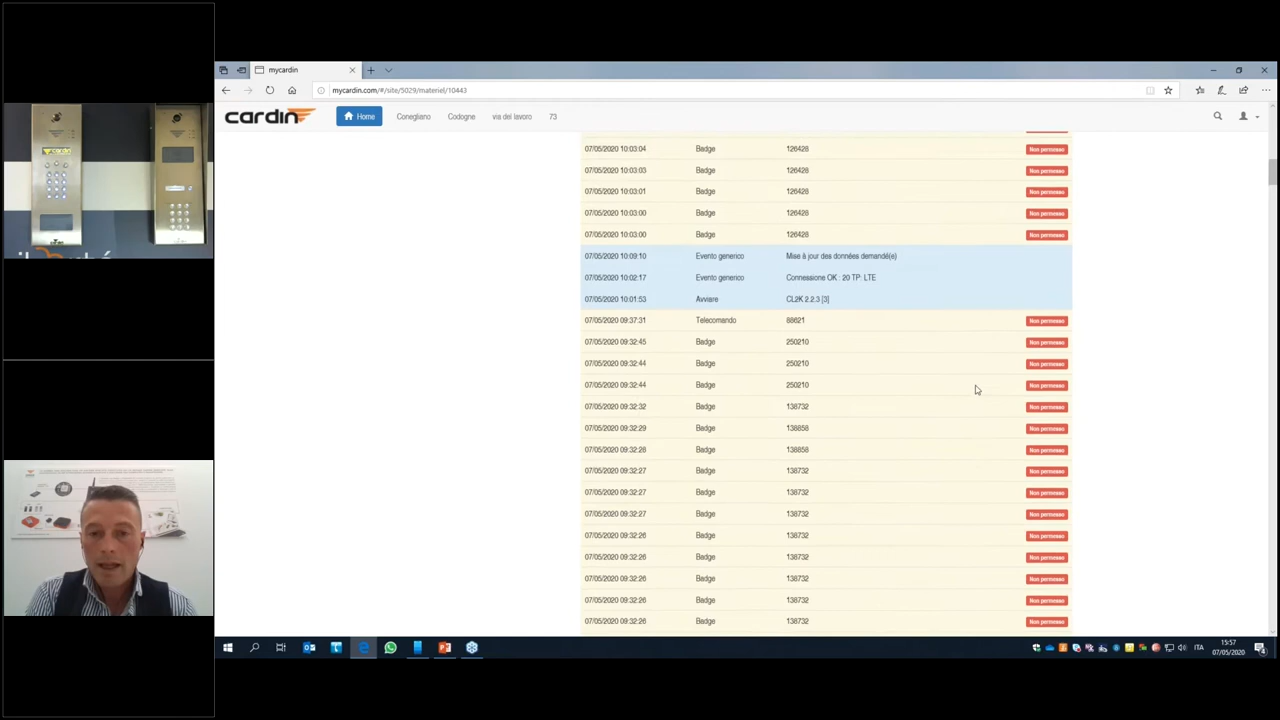 mycardin
mycardin.com/#/site/5029/materiel/10443
cardin Home Conegliano Codogne via del lavoro 73
07/05/2020 10:03:04 Badge 126428 Non permesso
07/05/2020 10:03:03 Badge 126428 Non permesso
07/05/2020 10:03:01 Badge 126428 Non permesso
07/05/2020 10:03:00 Badge 126428 Non permesso
07/05/2020 10:03:00 Badge 126428 Non permesso
07/05/2020 10:09:10 Evento generico Mise à jour des données demandé(e)
07/05/2020 10:02:17 Evento generico Connessione OK : 20 TP: LTE
07/05/2020 10:01:53 Avviare CL2K 2.2.3 [3]
07/05/2020 09:37:31 Telecomando 88621 Non permesso
07/05/2020 09:32:45 Badge 250210 Non permesso
07/05/2020 09:32:44 Badge 250210 Non permesso
07/05/2020 09:32:44 Badge 250210 Non permesso
07/05/2020 09:32:32 Badge 138732 Non permesso
07/05/2020 09:32:29 Badge 138858 Non permesso
07/05/2020 09:32:28 Badge 138858 Non permesso
07/05/2020 09:32:27 Badge 138732 Non permesso
07/05/2020 09:32:27 Badge 138732 Non permesso
07/05/2020 09:32:27 Badge 138732 Non permesso
07/05/2020 09:32:26 Badge 138732 Non permesso
07/05/2020 09:32:26 Badge 138732 Non permesso
07/05/2020 09:32:26 Badge 138732 Non permesso
07/05/2020 09:32:26 Badge 138732 Non permesso
07/05/2020 09:32:26 Badge 138732 Non permesso
ITA
15:57
07/05/2020